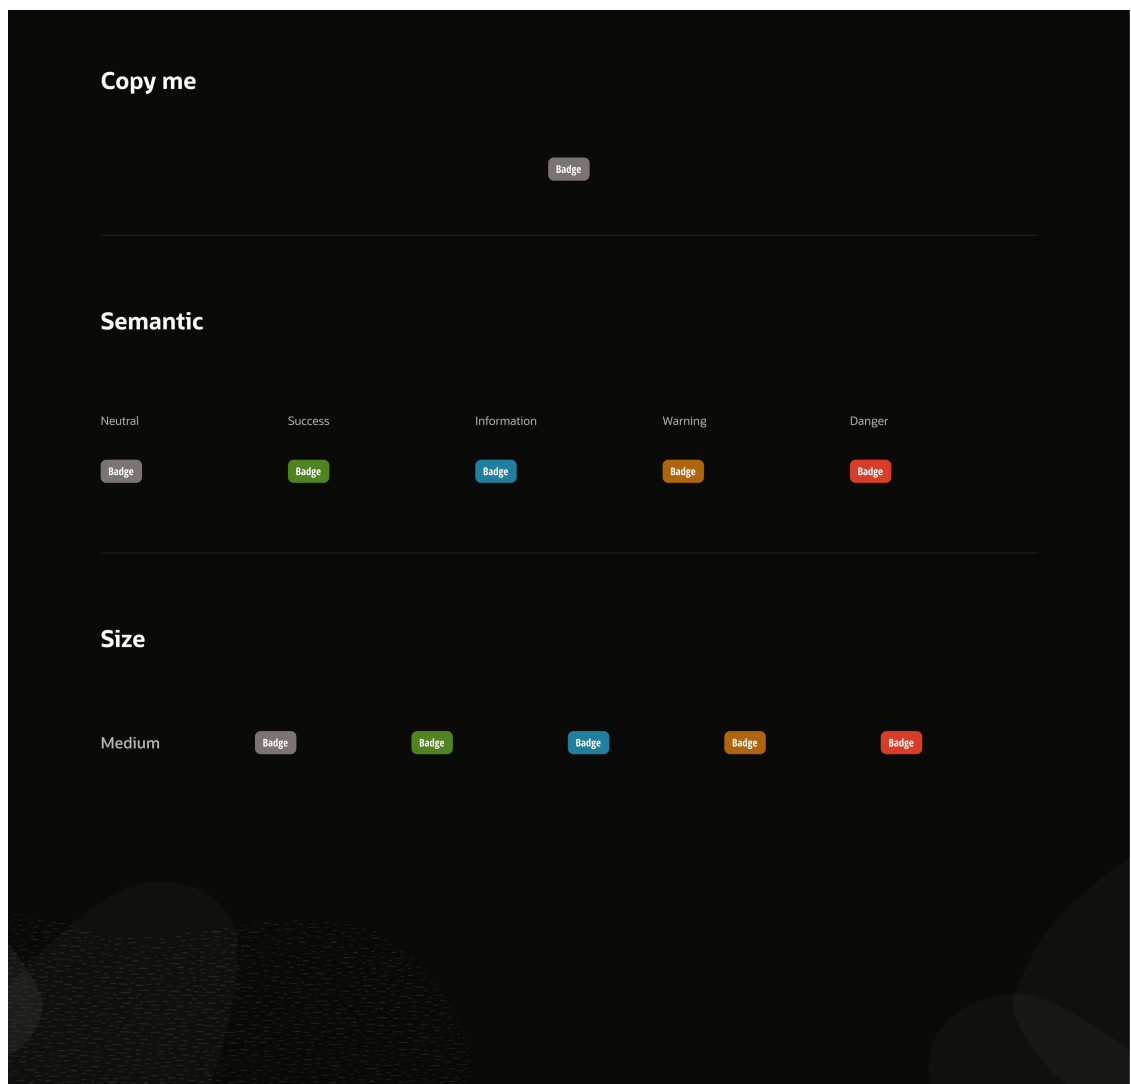 Copy me
Badge
Semantic
Neutral Success Information Warning Danger
Badge Badge Badge Badge Badge
Size
Medium Badge Badge Badge Badge Badge